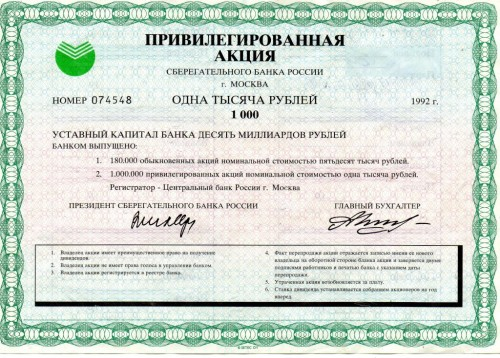 ПРИВИЛЕГИРОВАННАЯ
АКЦИЯ
СБЕРЕГАТЕЛЬНОГО БАНКА РОССИИ
г. МОСКВА
НОМЕР 074548 ОДНА ТЫСЯЧА РУБЛЕЙ 1992 г.
1 000
УСТАВНЫЙ КАПИТАЛ БАНКА ДЕСЯТЬ МИЛЛИАРДОВ РУБЛЕЙ
БАНКОМ ВЫПУЩЕНО:
1. 180.000 обыкновенных акций номинальной стоимостью пятьдесят тысяч рублей.
2. 1.000.000 привилегированных акций номинальной стоимостью одна тысяча рублей.
Регистратор - Центральный банк России г. Москва
ПРЕЗИДЕНТ СБЕРЕГАТЕЛЬНОГО БАНКА РОССИИ ГЛАВНЫЙ БУХГАЛТЕР
1. Владелец акции имеет преимущественное право на получение
дивидендов.
2. Владелец акции не имеет права голоса в управлении банком.
3. Владелец акции регистрируется в реестре банка.
4. Факт перепродажи акций отражается записью имени ее нового
владельца на оборотной стороне бланка акции и заверяется двумя
подписями работников и печатью банка с указанием даты
перепродажи.
5. Утраченная акция возобновляется за плату.
6. Ставка дивиденда устанавливается собранием акционеров на год
вперед.